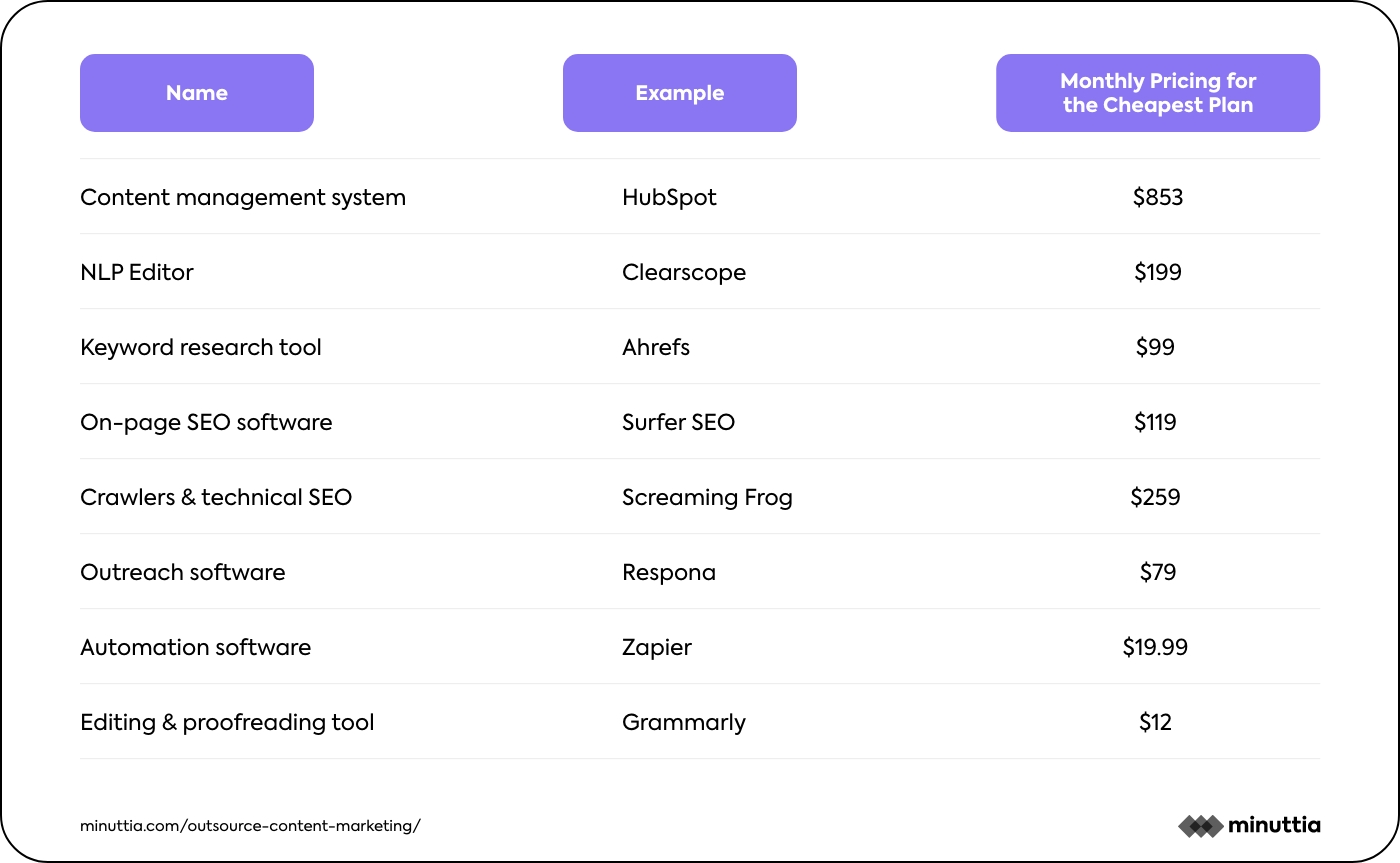 Name Example Monthly Pricing for
the Cheapest Plan
Content management system HubSpot $853
NLP Editor Clearscope $199
Keyword research tool Ahrefs $99
On-page SEO software Surfer SEO $119
Crawlers & technical SEO Screaming Frog $259
Outreach software Respona $79
Automation software Zapier $19.99
Editing & proofreading tool Grammarly $12
minuttia.com/outsource-content-marketing/ minuttia